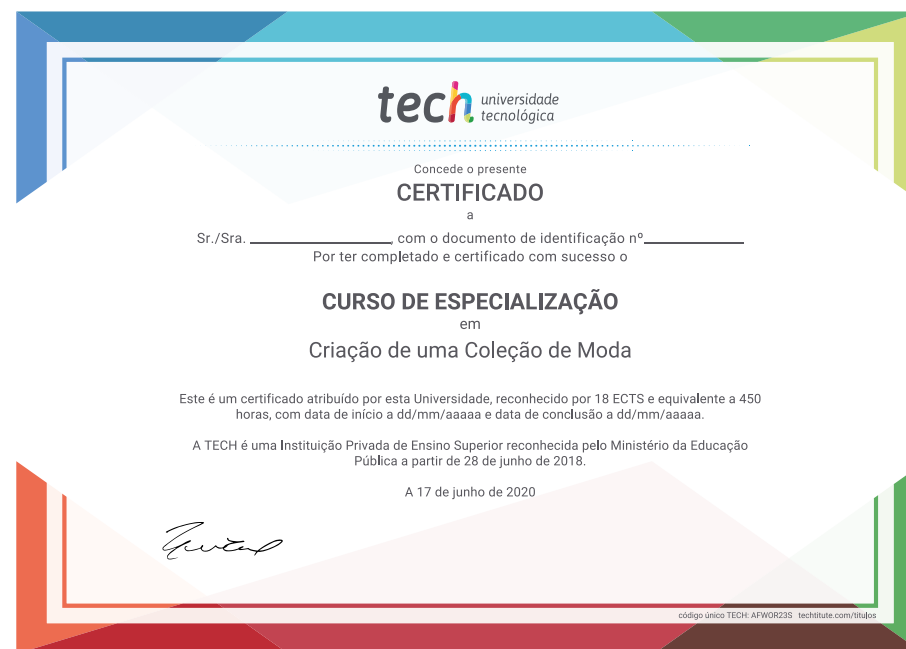 tech universidade
tecnológica
Concede o presente
CERTIFICADO
a
Sr./Sra. , com o documento de identificação nº
Por ter completado e certificado com sucesso o
CURSO DE ESPECIALIZAÇÃO
em
Criação de uma Coleção de Moda
Este é um certificado atribuído por esta Universidade, reconhecido por 18 ECTS e equivalente a 450
horas, com data de início a dd/mm/aaaaa e data de conclusão a dd/mm/aaaaa.
A TECH é uma Instituição Privada de Ensino Superior reconhecida pelo Ministério da Educação
Pública a partir de 28 de junho de 2018.
A 17 de junho de 2020
código único TECH: AFWOR23S techtitute.com/titulos